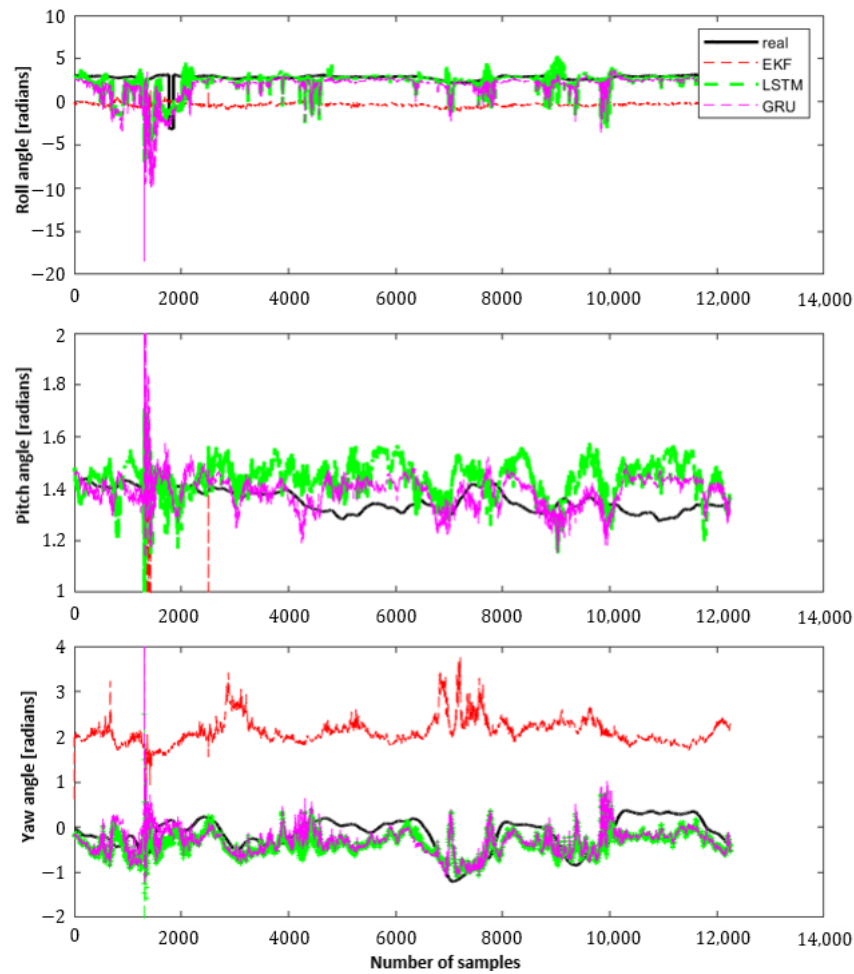 10
5
0
−5
−10
−15
−20
Roll angle [radians]
real
EKF
LSTM
GRU
0 2000 4000 6000 8000 10,000 12,000 14,000
2
1.8
1.6
1.4
1.2
1
Pitch angle [radians]
0 2000 4000 6000 8000 10,000 12,000 14,000
4
3
2
1
0
−1
−2
Yaw angle [radians]
0 2000 4000 6000 8000 10,000 12,000 14,000
Number of samples